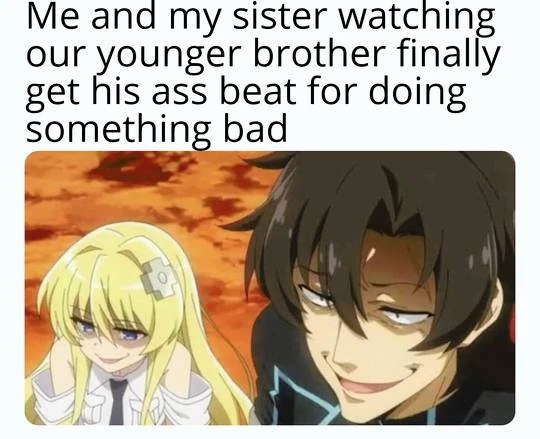 Me and my sister watching
our younger brother finally
get his ass beat for doing
something bad